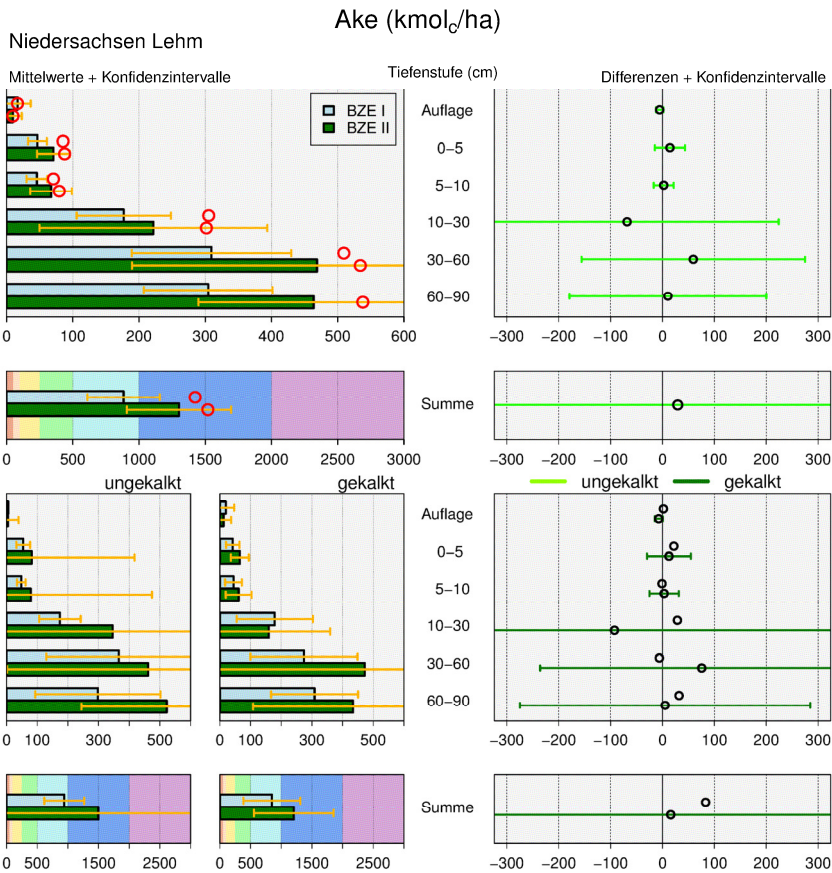 Ake (kmolc/ha)
Niedersachsen Lehm
Mittelwerte + Konfidenzintervalle
Tiefenstufe (cm)
Differenzen + Konfidenzintervalle
BZE I
BZE II
Auflage
0−5
5−10
10−30
30−60
60−90
0 100 200 300 400 500 600
−300 −200 −100 0 100 200 300
Summe
0 500 1000 1500 2000 2500 3000
−300 −200 −100 0 100 200 300
ungekalkt
gekalkt
ungekalkt gekalkt
Auflage
0−5
5−10
10−30
30−60
60−90
0 100 300 500
0 100 300 500
−300 −200 −100 0 100 200 300
Summe
0 500 1500 2500
0 500 1500 2500
−300 −200 −100 0 100 200 300